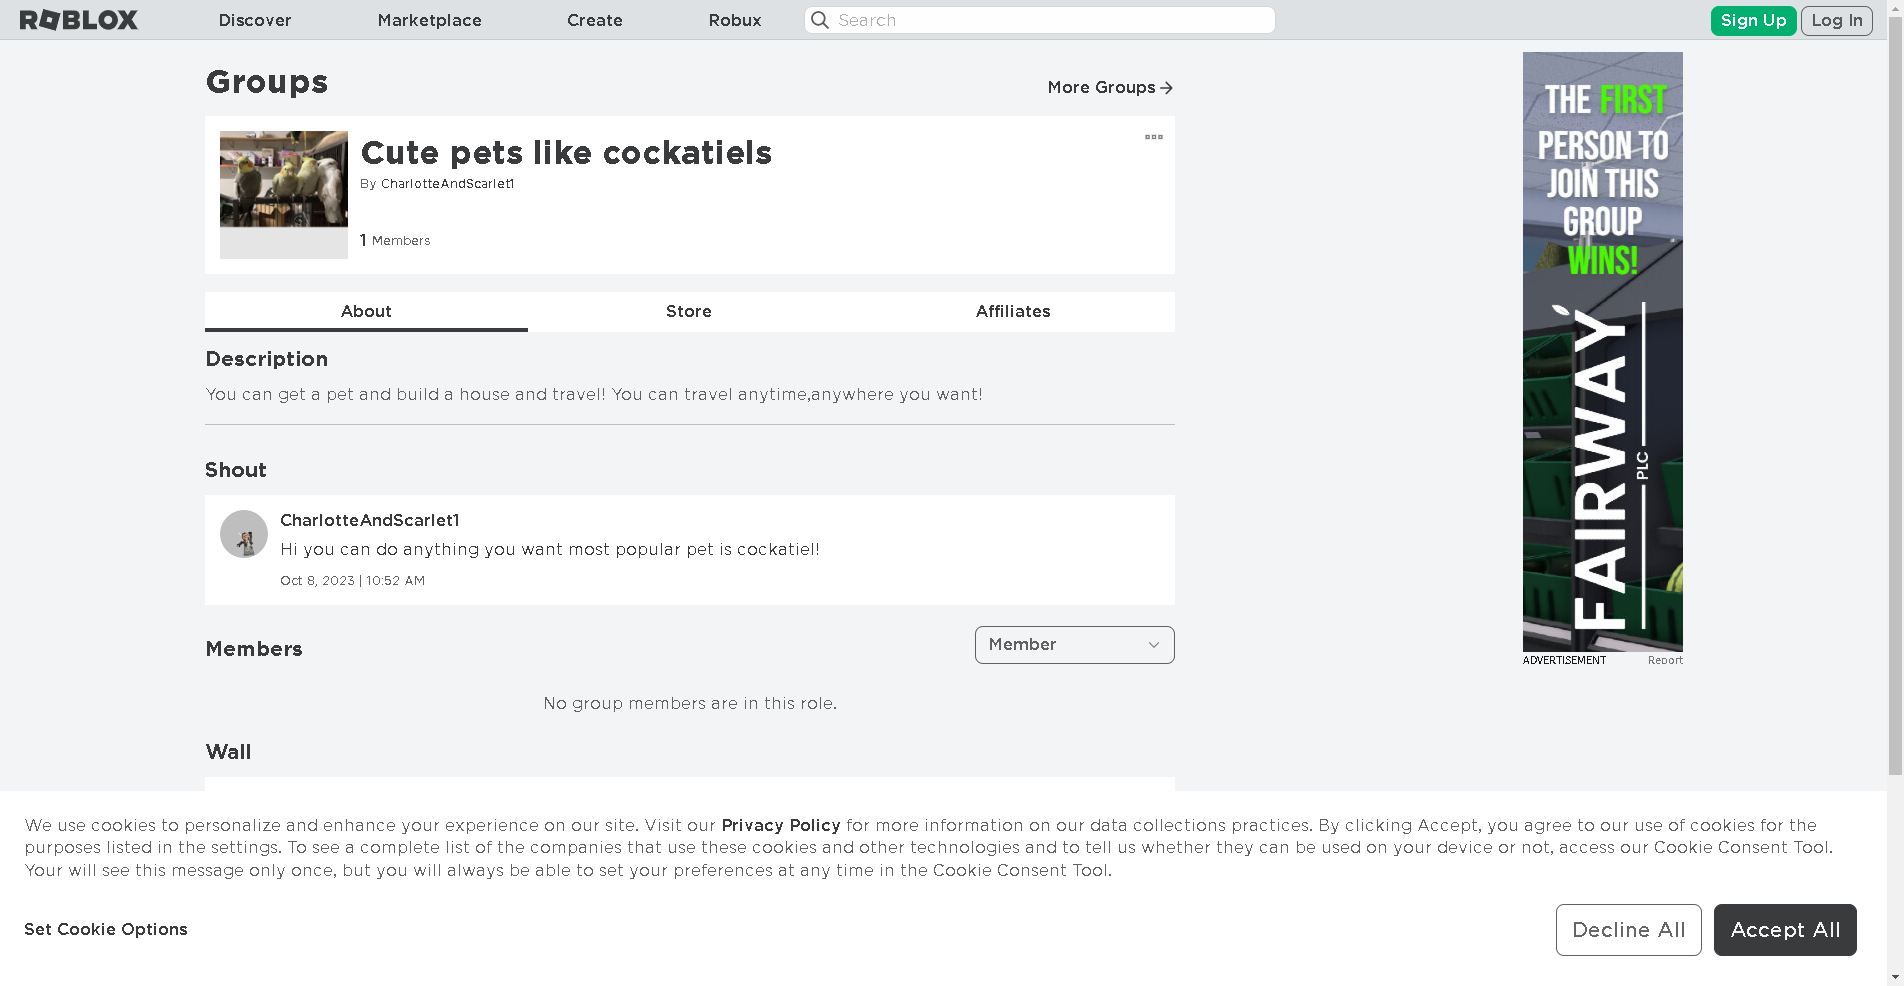 ROBLOX
Discover
Marketplace
Create
Robux
Search
Sign Up
Log In
Groups
More Groups
Cute pets like cockatiels
By CharlotteAndScarlet1
1 Members
About
Store
Affiliates
Description
You can get a pet and build a house and travel! You can travel anytime,anywhere you want!
Shout
CharlotteAndScarlet1
Hi you can do anything you want most popular pet is cockatiel!
Oct 8, 2023 | 10:52 AM
Members
Member
No group members are in this role.
Wall
THE FIRST
PERSON TO
JOIN THIS
GROUP
WINS!
FAIRWAY
PLC
ADVERTISEMENT
Report
We use cookies to personalize and enhance your experience on our site. Visit our Privacy Policy for more information on our data collections practices. By clicking Accept, you agree to our use of cookies for the
purposes listed in the settings. To see a complete list of the companies that use these cookies and other technologies and to tell us whether they can be used on your device or not, access our Cookie Consent Tool.
Your will see this message only once, but you will always be able to set your preferences at any time in the Cookie Consent Tool.
Set Cookie Options
Decline All
Accept All